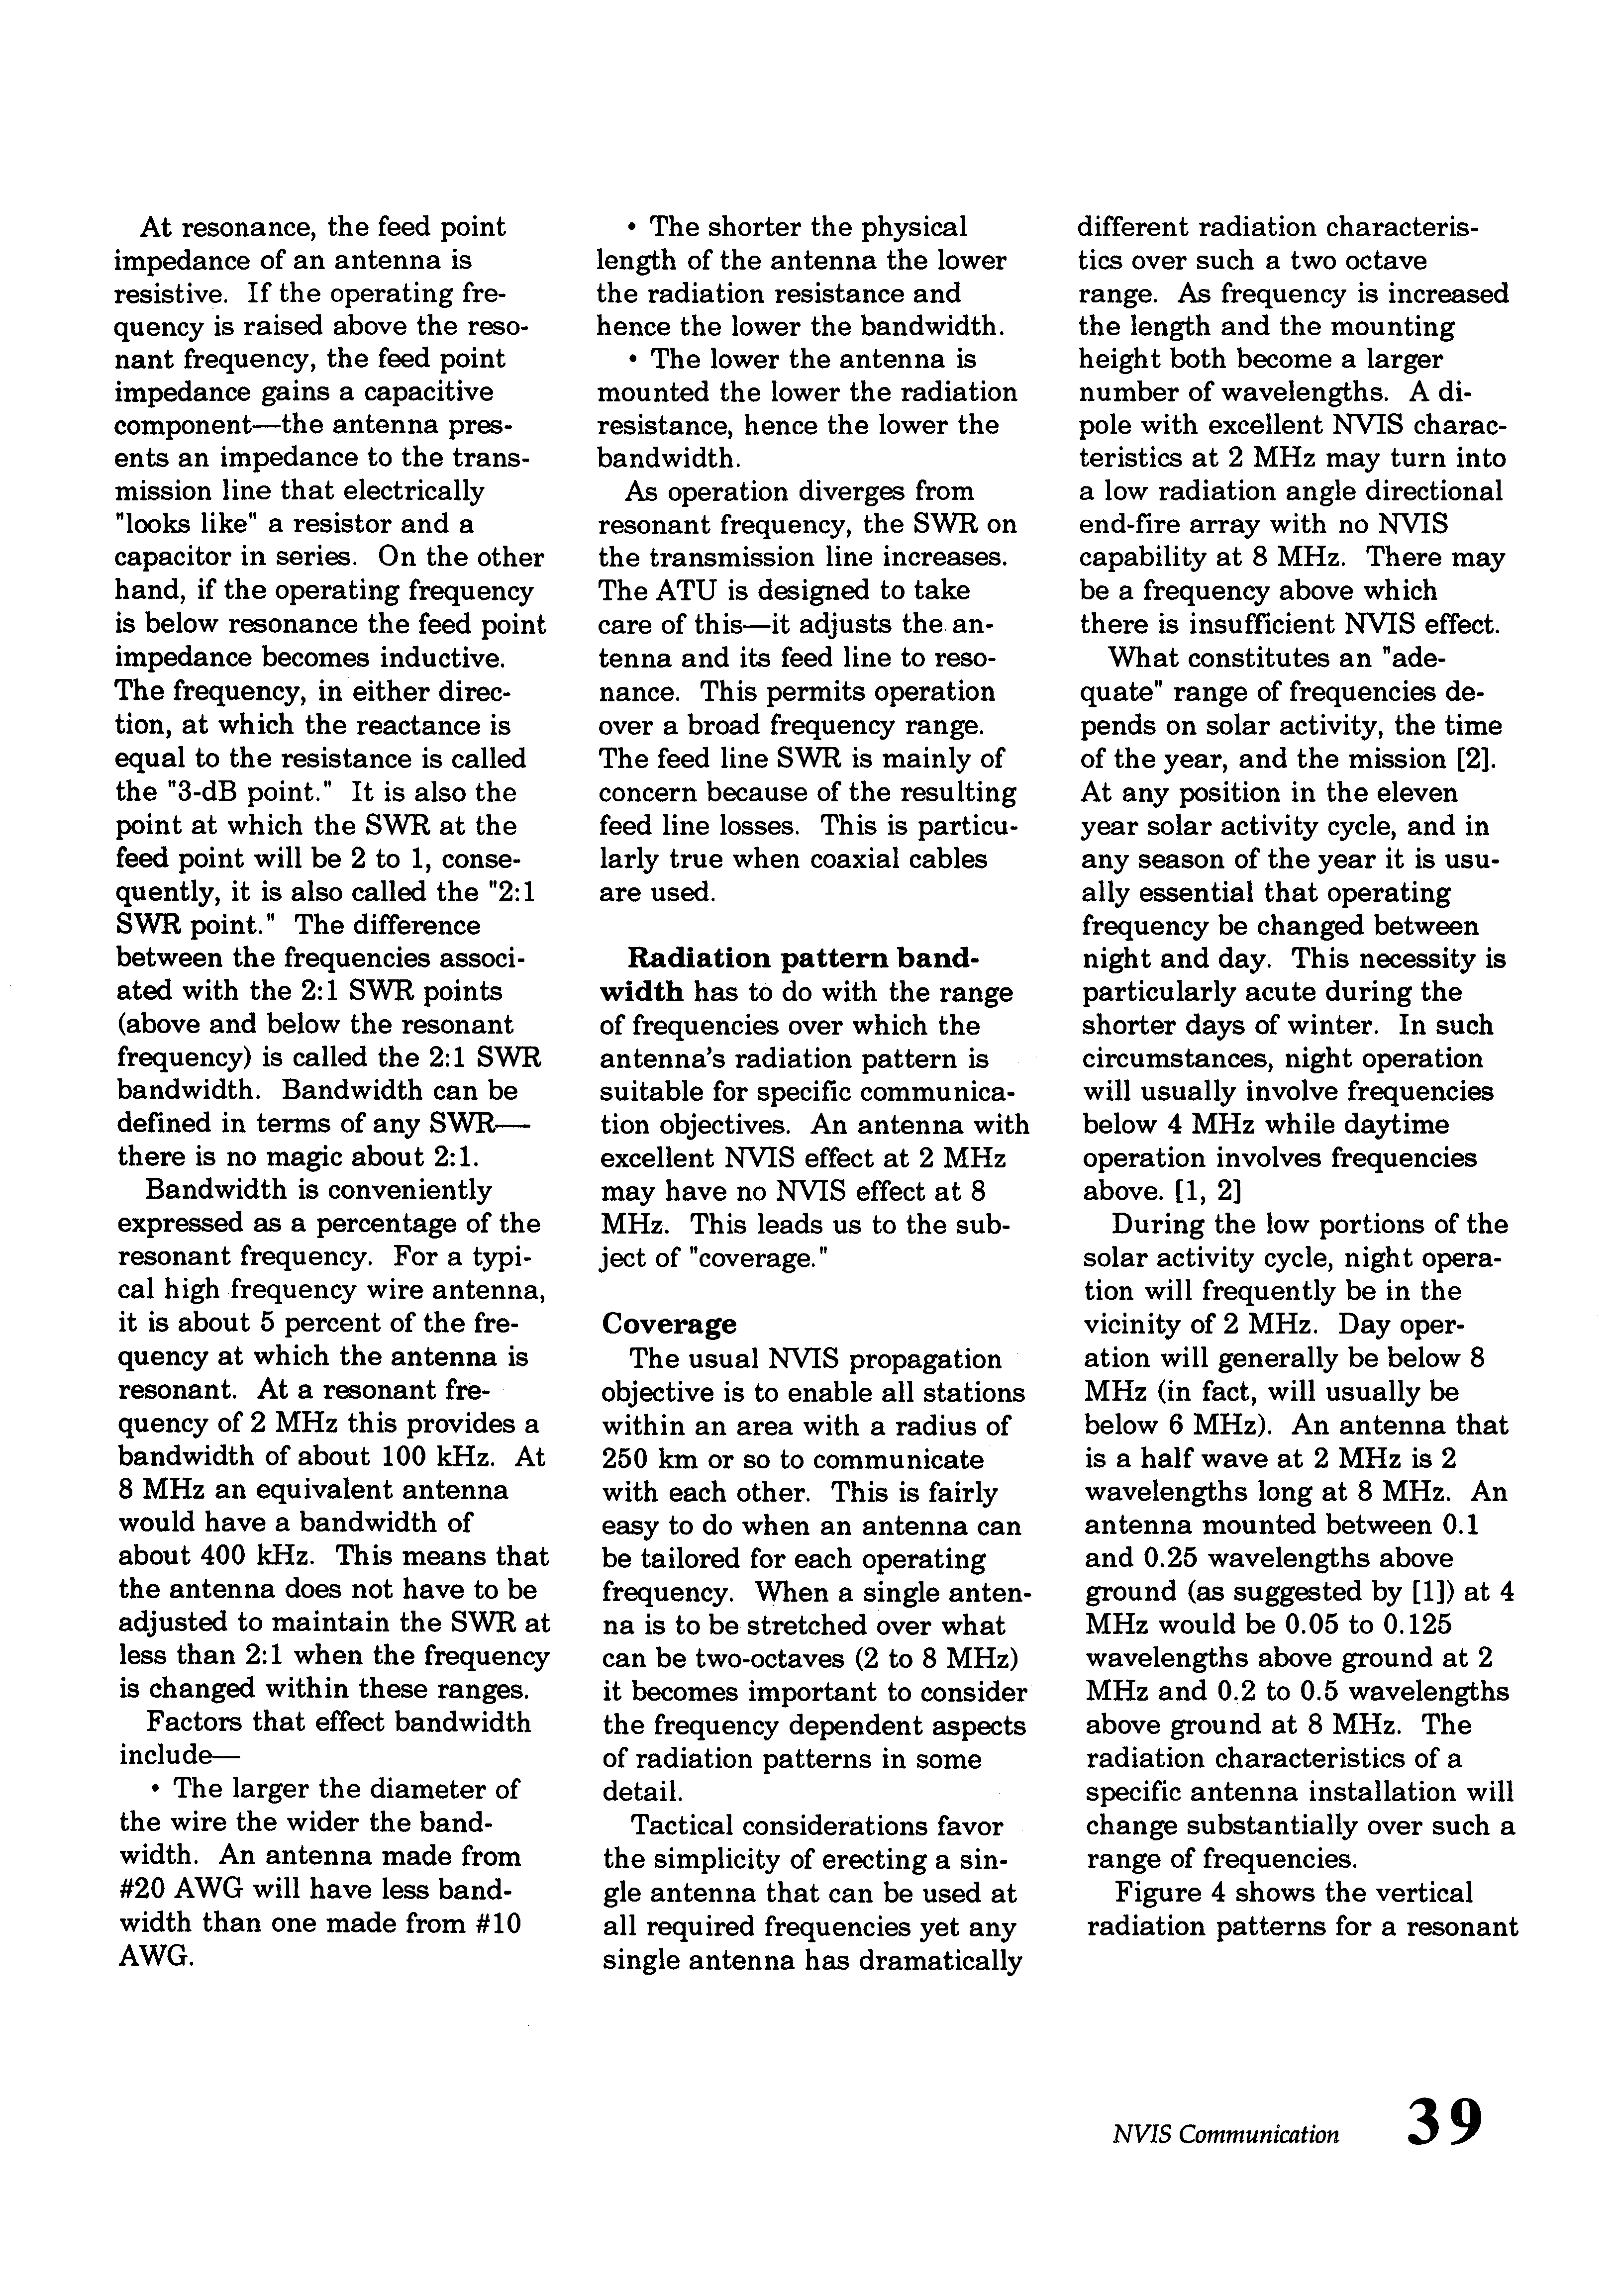 At resonance, the feed point
impedance of an antenna is
resistive. If the operating fre-
quency is raised above the reso-
nant frequency, the feed point
impedance gains a capacitive
component—the antenna pres-
ents an impedance to the trans-
mission line that electrically
"looks like" a resistor and a
capacitor in series. On the other
hand, if the operating frequency
is below resonance the feed point
impedance becomes inductive.
The frequency, in either direc-
tion, at which the reactance is
equal to the resistance is called
the "3-dB point." It is also the
point at which the SWR at the
feed point will be 2 to 1, conse-
quently, it is also called the "2:1
SWR point." The difference
between the frequencies associ-
ated with the 2:1 SWR points
(above and below the resonant
frequency) is called the 2:1 SWR
bandwidth. Bandwidth can be
defined in terms of any SWR—
there is no magic about 2:1.
Bandwidth is conveniently
expressed as a percentage of the
resonant frequency. For a typi-
cal high frequency wire antenna,
it is about 5 percent of the fre-
quency at which the antenna is
resonant. At a resonant fre-
quency of 2 MHz this provides a
bandwidth of about 100 kHz. At
8 MHz an equivalent antenna
would have a bandwidth of
about 400 kHz. This means that
the antenna does not have to be
adjusted to maintain the SWR at
less than 2:1 when the frequency
is changed within these ranges.
Factors that effect bandwidth
include—
• The larger the diameter of
the wire the wider the band-
width. An antenna made from
#20 AWG will have less band-
width than one made from #10
AWG.
• The shorter the physical
length of the antenna the lower
the radiation resistance and
hence the lower the bandwidth.
• The lower the antenna is
mounted the lower the radiation
resistance, hence the lower the
bandwidth.
As operation diverges from
resonant frequency, the SWR on
the transmission line increases.
The ATU is designed to take
care of this—it adjusts the an-
tenna and its feed line to reso-
nance. This permits operation
over a broad frequency range.
The feed line SWR is mainly of
concern because of the resulting
feed line losses. This is particu-
larly true when coaxial cables
are used.
Radiation pattern band-
width has to do with the range
of frequencies over which the
antenna's radiation pattern is
suitable for specific communica-
tion objectives. An antenna with
excellent NVIS effect at 2 MHz
may have no NVIS effect at 8
MHz. This leads us to the sub-
ject of "coverage."
Coverage
The usual NVIS propagation
objective is to enable all stations
within an area with a radius of
250 km or so to communicate
with each other. This is fairly
easy to do when an antenna can
be tailored for each operating
frequency. When a single anten-
na is to be stretched over what
can be two-octaves (2 to 8 MHz)
it becomes important to consider
the frequency dependent aspects
of radiation patterns in some
detail.
Tactical considerations favor
the simplicity of erecting a sin-
gle antenna that can be used at
all required frequencies yet any
single antenna has dramatically
different radiation characteris-
tics over such a two octave
range. As frequency is increased
the length and the mounting
height both become a larger
number of wavelengths. A di-
pole with excellent NVIS charac-
teristics at 2 MHz may turn into
a low radiation angle directional
end-fire array with no NVIS
capability at 8 MHz. There may
be a frequency above which
there is insufficient NVIS effect.
What constitutes an "ade-
quate" range of frequencies de-
pends on solar activity, the time
of the year, and the mission [2].
At any position in the eleven
year solar activity cycle, and in
any season of the year it is usu-
ally essential that operating
frequency be changed between
night and day. This necessity is
particularly acute during the
shorter days of winter. In such
circumstances, night operation
will usually involve frequencies
below 4 MHz while daytime
operation involves frequencies
above. [1, 2]
During the low portions of the
solar activity cycle, night opera-
tion will frequently be in the
vicinity of 2 MHz. Day oper-
ation will generally be below 8
MHz (in fact, will usually be
below 6 MHz). An antenna that
is a half wave at 2 MHz is 2
wavelengths long at 8 MHz. An
antenna mounted between 0.1
and 0.25 wavelengths above
ground (as suggested by [1]) at 4
MHz would be 0.05 to 0.125
wavelengths above ground at 2
MHz and 0.2 to 0.5 wavelengths
above ground at 8 MHz. The
radiation characteristics of a
specific antenna installation will
change substantially over such a
range of frequencies.
Figure 4 shows the vertical
radiation patterns for a resonant
NVIS Communication 39